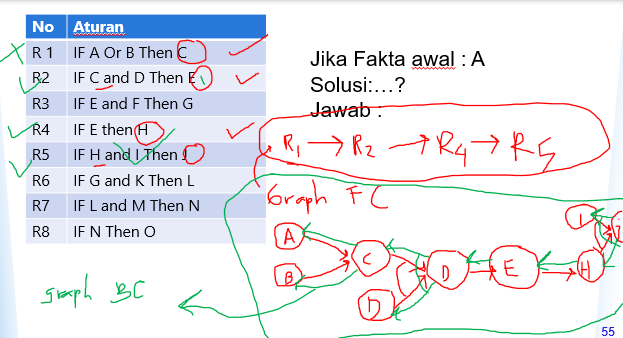 No Aturan
R 1 IF A Or B Then C
R2 IF C and D Then E
R3 IF E and F Then G
R4 IF E then H
R5 IF H and I Then J
R6 IF G and K Then L
R7 IF L and M Then N
R8 IF N Then O
Jika Fakta awal : A
Solusi:…?
Jawab :
R1 → R2 → R4 → R5
Graph FC
A
B
C
D
D
E
H
I
J
graph BC
55